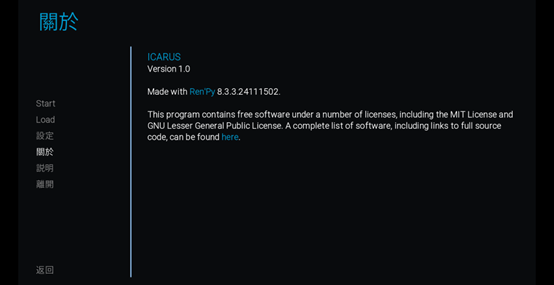 關於
ICARUS
Version 1.0
Made with Ren'Py 8.3.3.24111502.
This program contains free software under a number of licenses, including the MIT License and
GNU Lesser General Public License. A complete list of software, including links to full source
code, can be found here.
Start
Load
設定
關於
說明
離開
返回